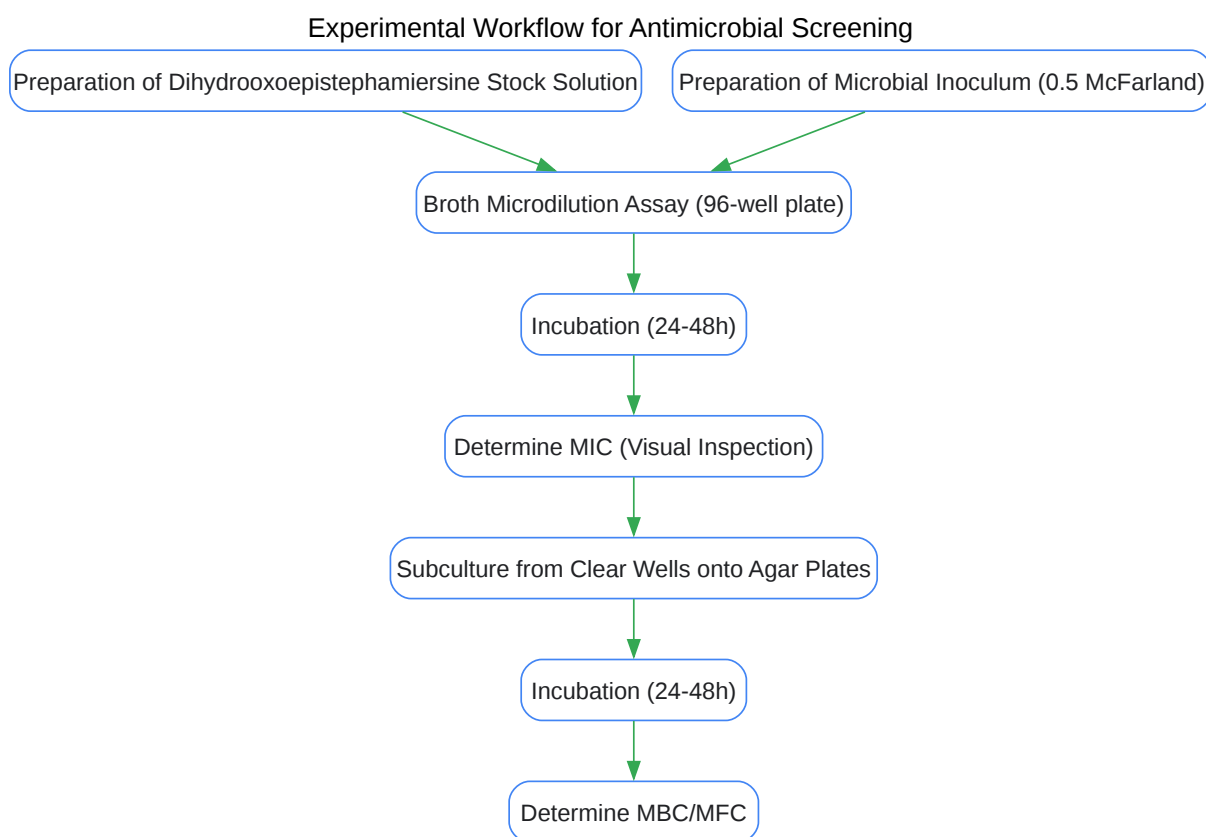 Experimental Workflow for Antimicrobial Screening
Preparation of Dihydrooxoepistephamiersine Stock Solution
Preparation of Microbial Inoculum (0.5 McFarland)
Broth Microdilution Assay (96-well plate)
Incubation (24-48h)
Determine MIC (Visual Inspection)
Subculture from Clear Wells onto Agar Plates
Incubation (24-48h)
Determine MBC/MFC